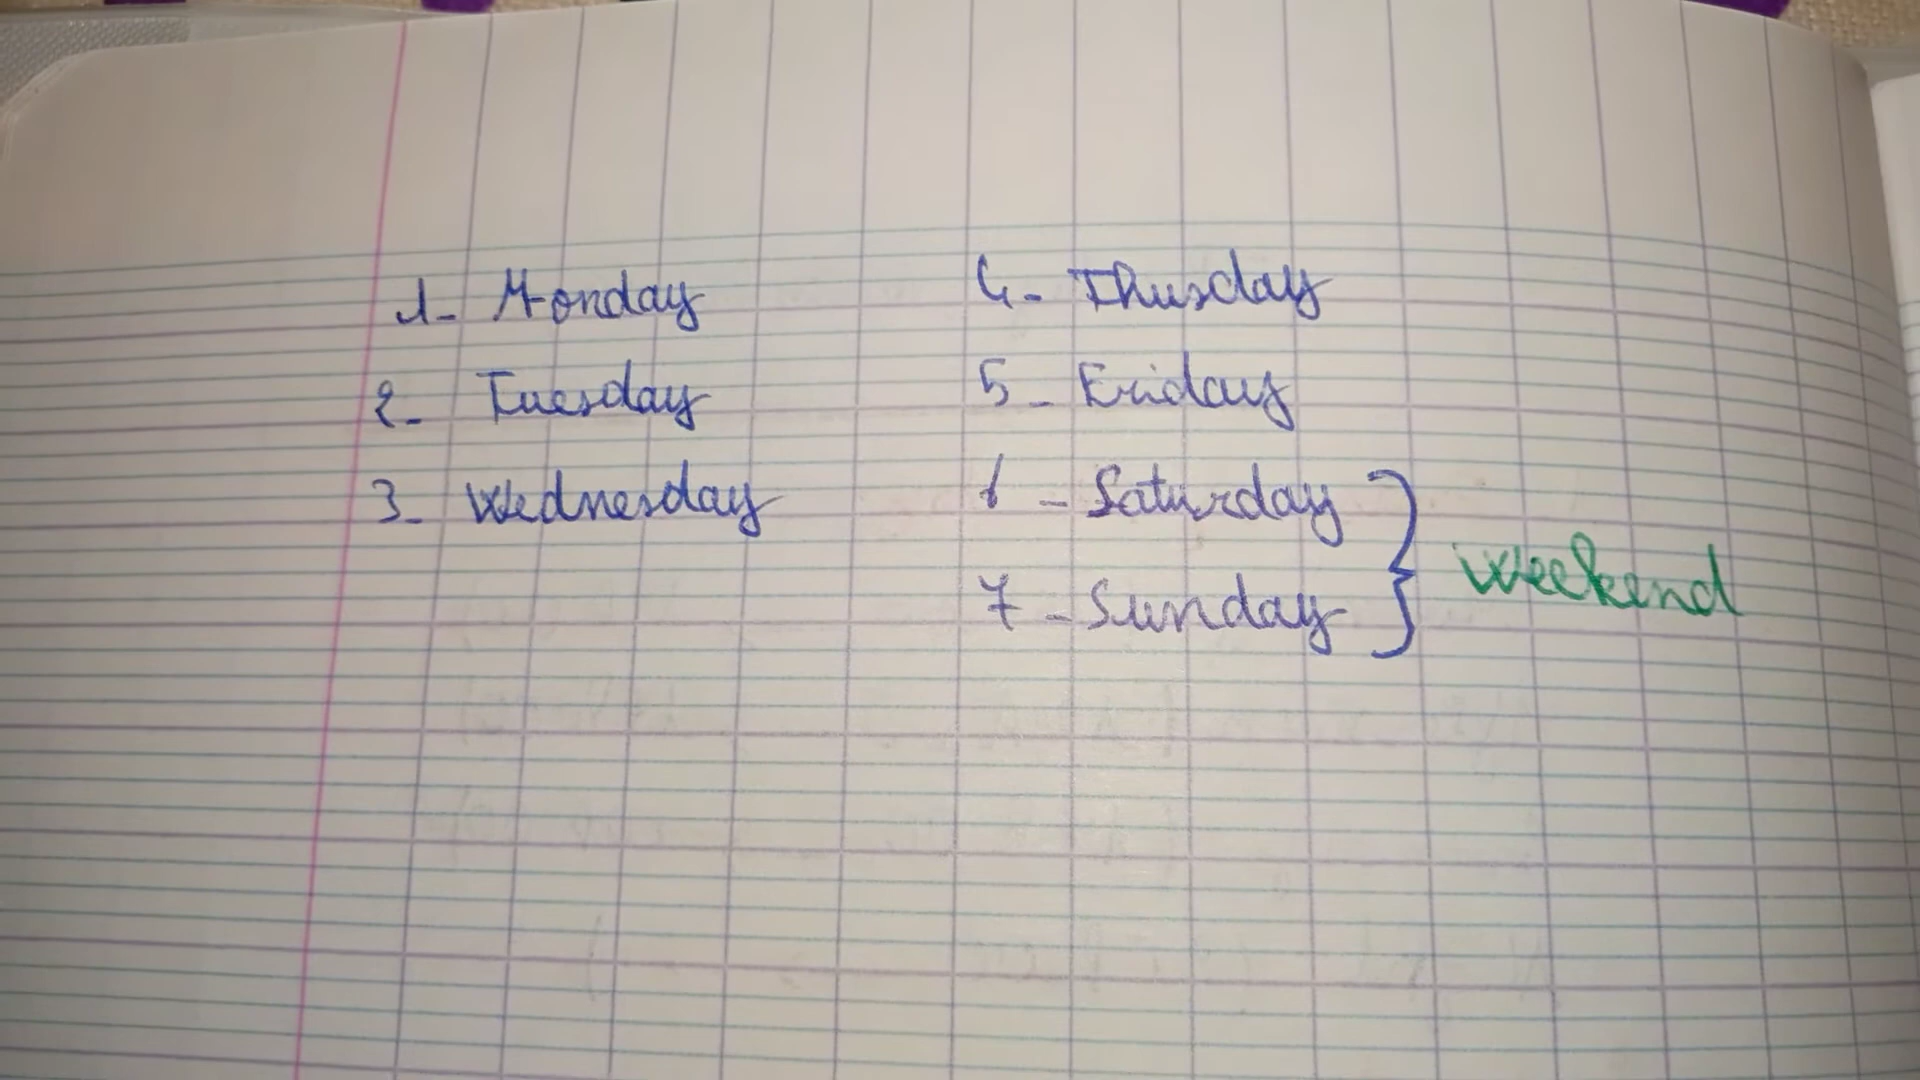 1- Monday
2- Tuesday
3- Wednesday
4- Thusday
5- Friday
6- Saturday
7- Sunday
weekend